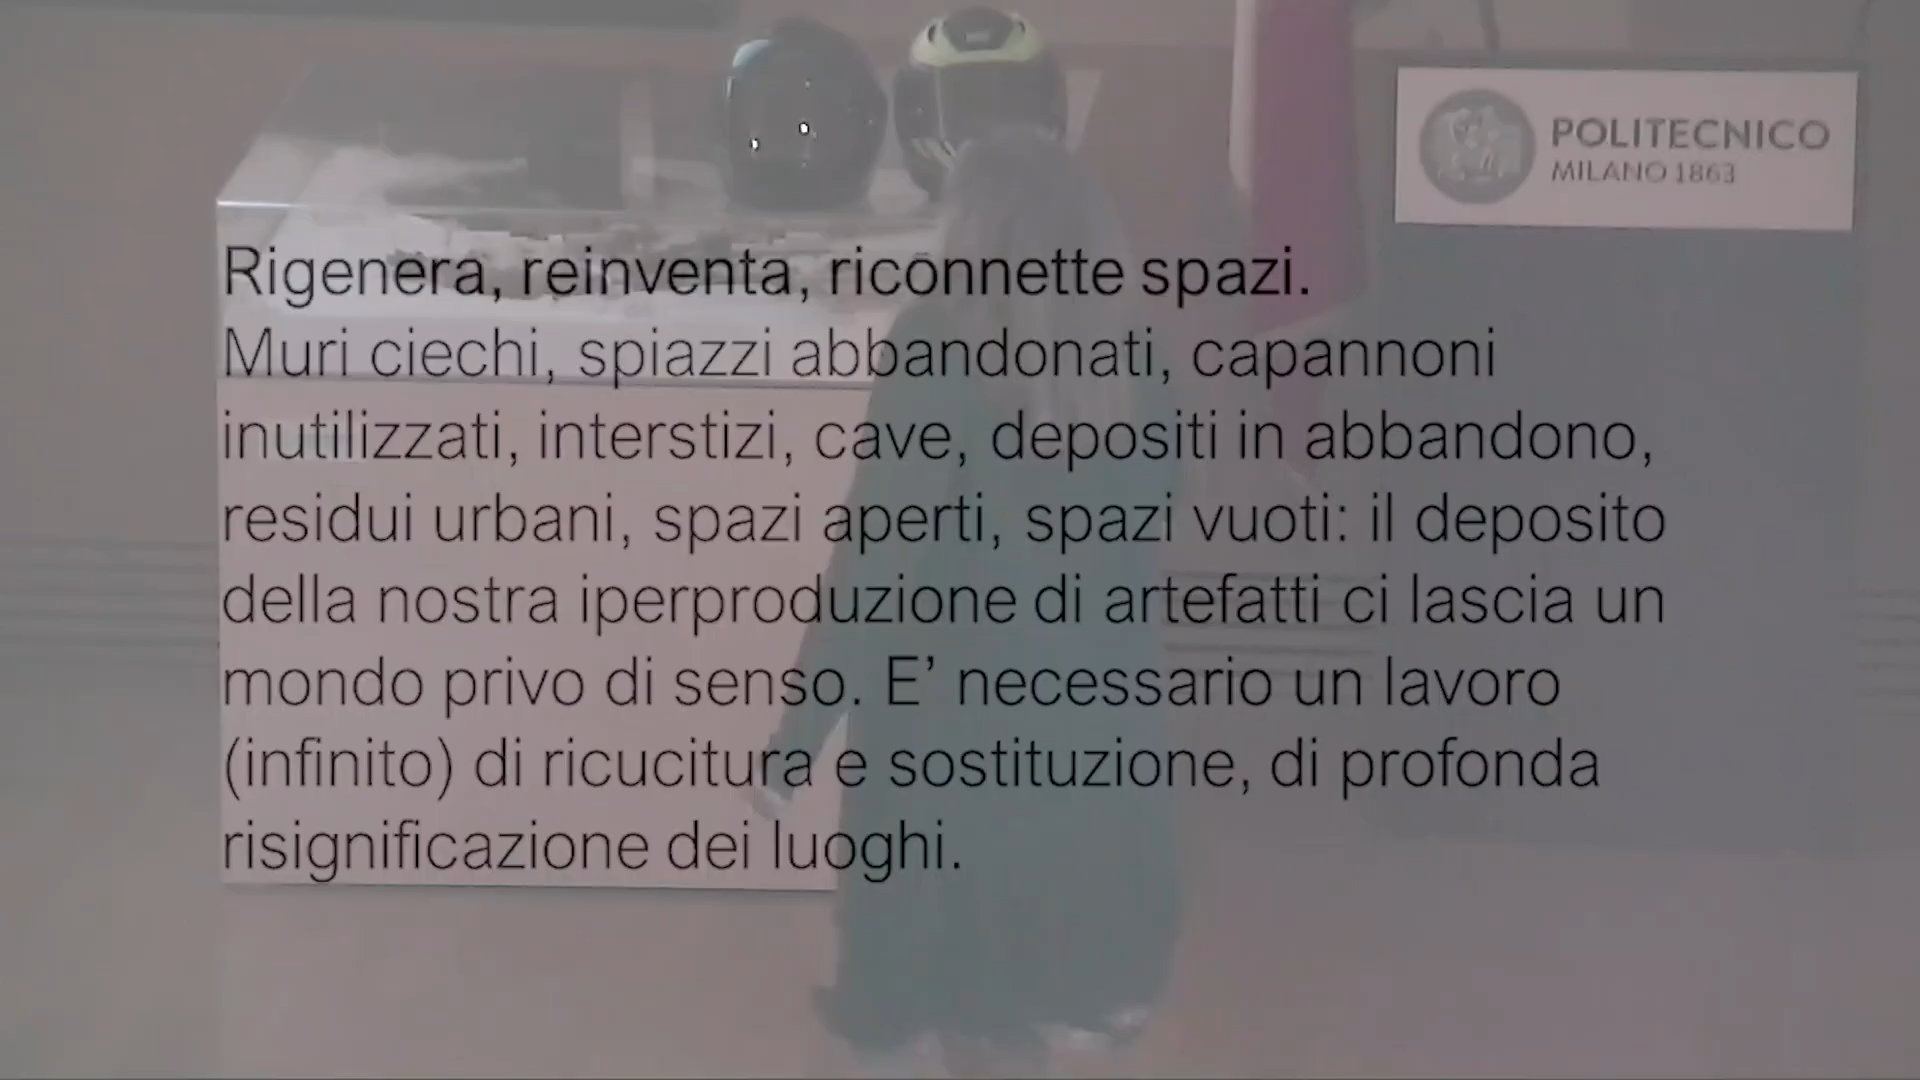 POLITECNICO
MILANO 1863
Rigenera, reinventa, riconnette spazi.
Muri ciechi, spiazzi abbandonati, capannoni
inutilizzati, interstizi, cave, depositi in abbandono,
residui urbani, spazi aperti, spazi vuoti: il deposito
della nostra iperproduzione di artefatti ci lascia un
mondo privo di senso. E’ necessario un lavoro
(infinito) di ricucitura e sostituzione, di profonda
risignificazione dei luoghi.